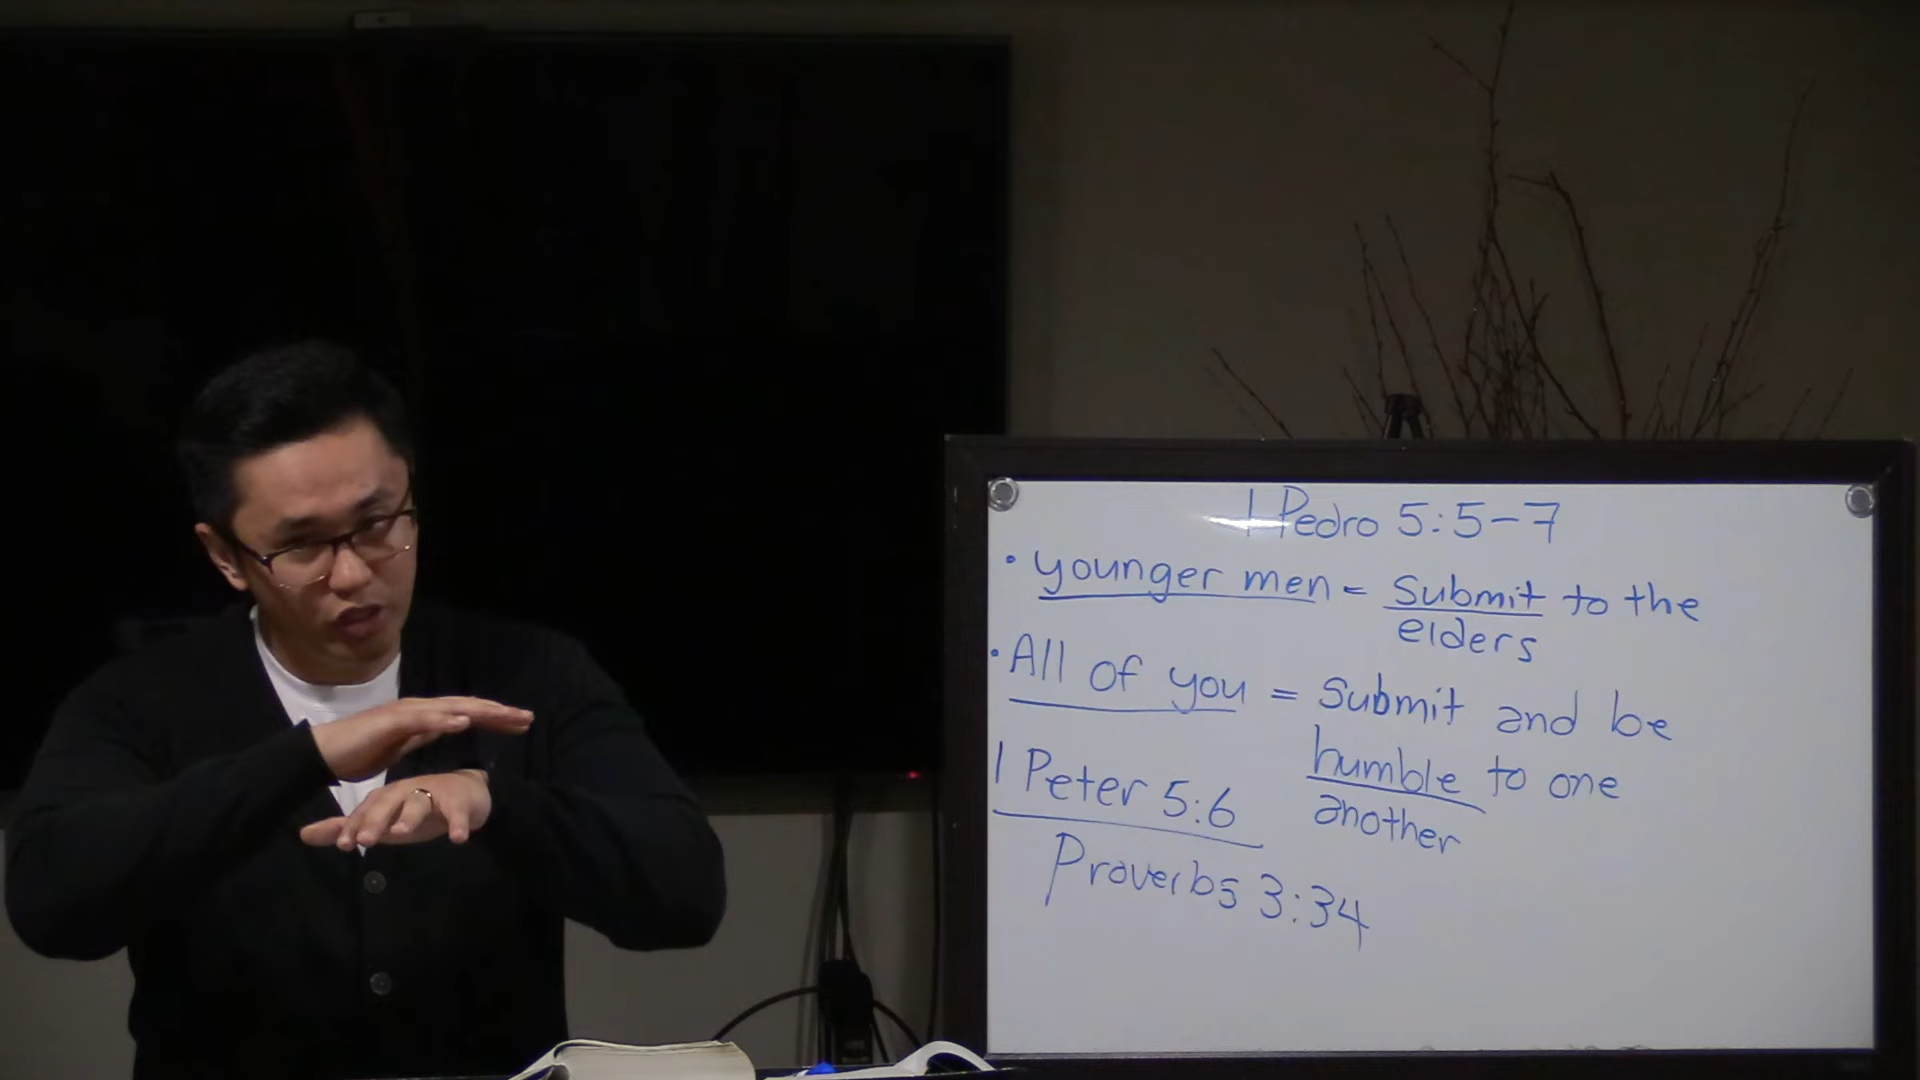 1 Pedro 5:5-7
• younger men = Submit to the
elders
• All of you = Submit and be
humble to one
another
1 Peter 5:6
Proverbs 3:34